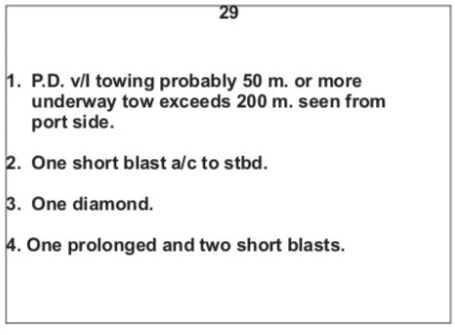 29
1. P.D. v/l towing probably 50 m. or more
underway tow exceeds 200 m. seen from
port side.
2. One short blast a/c to stbd.
3. One diamond.
4. One prolonged and two short blasts.